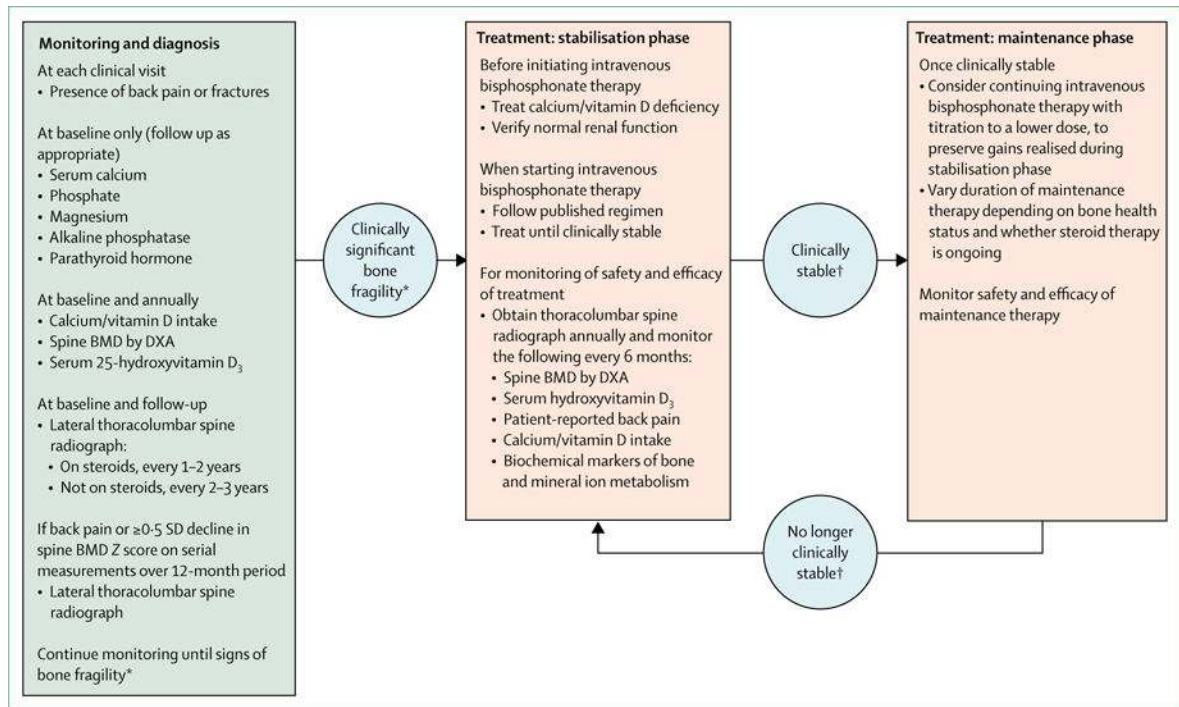 Monitoring and diagnosis
At each clinical visit
• Presence of back pain or fractures
At baseline only (follow up as
appropriate)
• Serum calcium
• Phosphate
• Magnesium
• Alkaline phosphatase
• Parathyroid hormone
At baseline and annually
• Calcium/vitamin D intake
• Spine BMD by DXA
• Serum 25-hydroxyvitamin D₃
At baseline and follow-up
• Lateral thoracolumbar spine
radiograph:
• On steroids, every 1–2 years
• Not on steroids, every 2–3 years
If back pain or ≥0·5 SD decline in
spine BMD Z score on serial
measurements over 12-month period
• Lateral thoracolumbar spine
radiograph
Continue monitoring until signs of
bone fragility*
Clinically
significant
bone
fragility*
Treatment: stabilisation phase
Before initiating intravenous
bisphosphonate therapy
• Treat calcium/vitamin D deficiency
• Verify normal renal function
When starting intravenous
bisphosphonate therapy
• Follow published regimen
• Treat until clinically stable
For monitoring of safety and efficacy
of treatment
• Obtain thoracolumbar spine
radiograph annually and monitor
the following every 6 months:
• Spine BMD by DXA
• Serum hydroxyvitamin D₃
• Patient-reported back pain
• Calcium/vitamin D intake
• Biochemical markers of bone
and mineral ion metabolism
Clinically
stable†
Treatment: maintenance phase
Once clinically stable
• Consider continuing intravenous
bisphosphonate therapy with
titration to a lower dose, to
preserve gains realised during
stabilisation phase
• Vary duration of maintenance
therapy depending on bone health
status and whether steroid therapy
is ongoing
Monitor safety and efficacy of
maintenance therapy
No longer
clinically
stable†